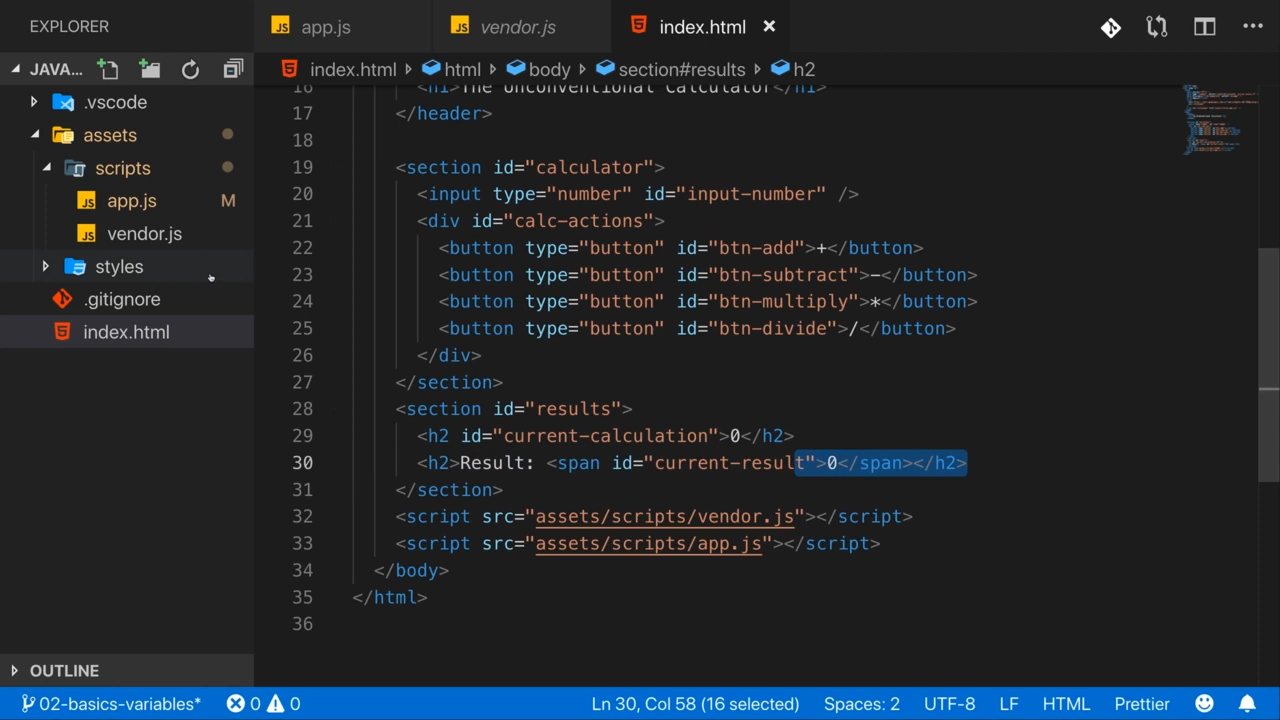 EXPLORER
app.js
vendor.js
index.html
JAVA...
index.html html body section#results h2
.vscode
assets
scripts
app.js M
vendor.js
styles
.gitignore
index.html
16 <h1>The Unconventional Calculator</h1>
17 </header>
18
19 <section id="calculator">
20 <input type="number" id="input-number" />
21 <div id="calc-actions">
22 <button type="button" id="btn-add">+</button>
23 <button type="button" id="btn-subtract">-</button>
24 <button type="button" id="btn-multiply">*</button>
25 <button type="button" id="btn-divide">/</button>
26 </div>
27 </section>
28 <section id="results">
29 <h2 id="current-calculation">0</h2>
30 <h2>Result: <span id="current-result">0</span></h2>
31 </section>
32 <script src="assets/scripts/vendor.js"></script>
33 <script src="assets/scripts/app.js"></script>
34 </body>
35 </html>
36
OUTLINE
02-basics-variables* 0 0 Ln 30, Col 58 (16 selected) Spaces: 2 UTF-8 LF HTML Prettier